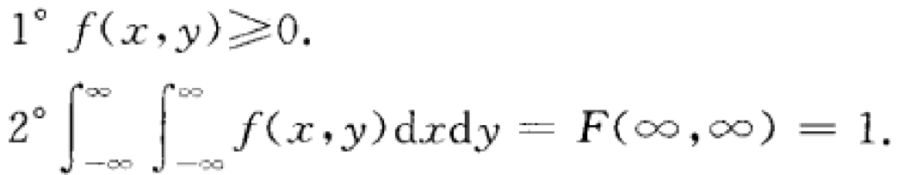 1° f(x,y)⩾0.
2° ∫_{-∞}^{∞} ∫_{-∞}^{∞} f(x,y)dxdy = F(∞,∞) = 1.